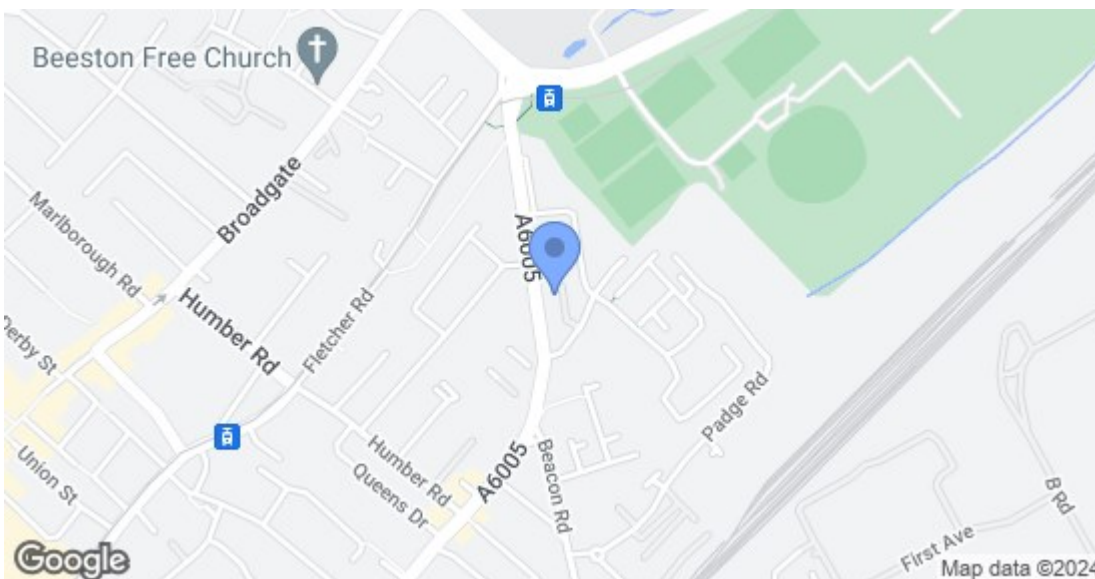 Beeston Free Church
Broadgate
Marlborough Rd
A6005
Humber Rd
Fletcher Rd
Derby St
Padge Rd
Union St
Humber Rd
A6005
Beacon Rd
Queens Dr
B Rd
First Ave
Google
Map data ©2024